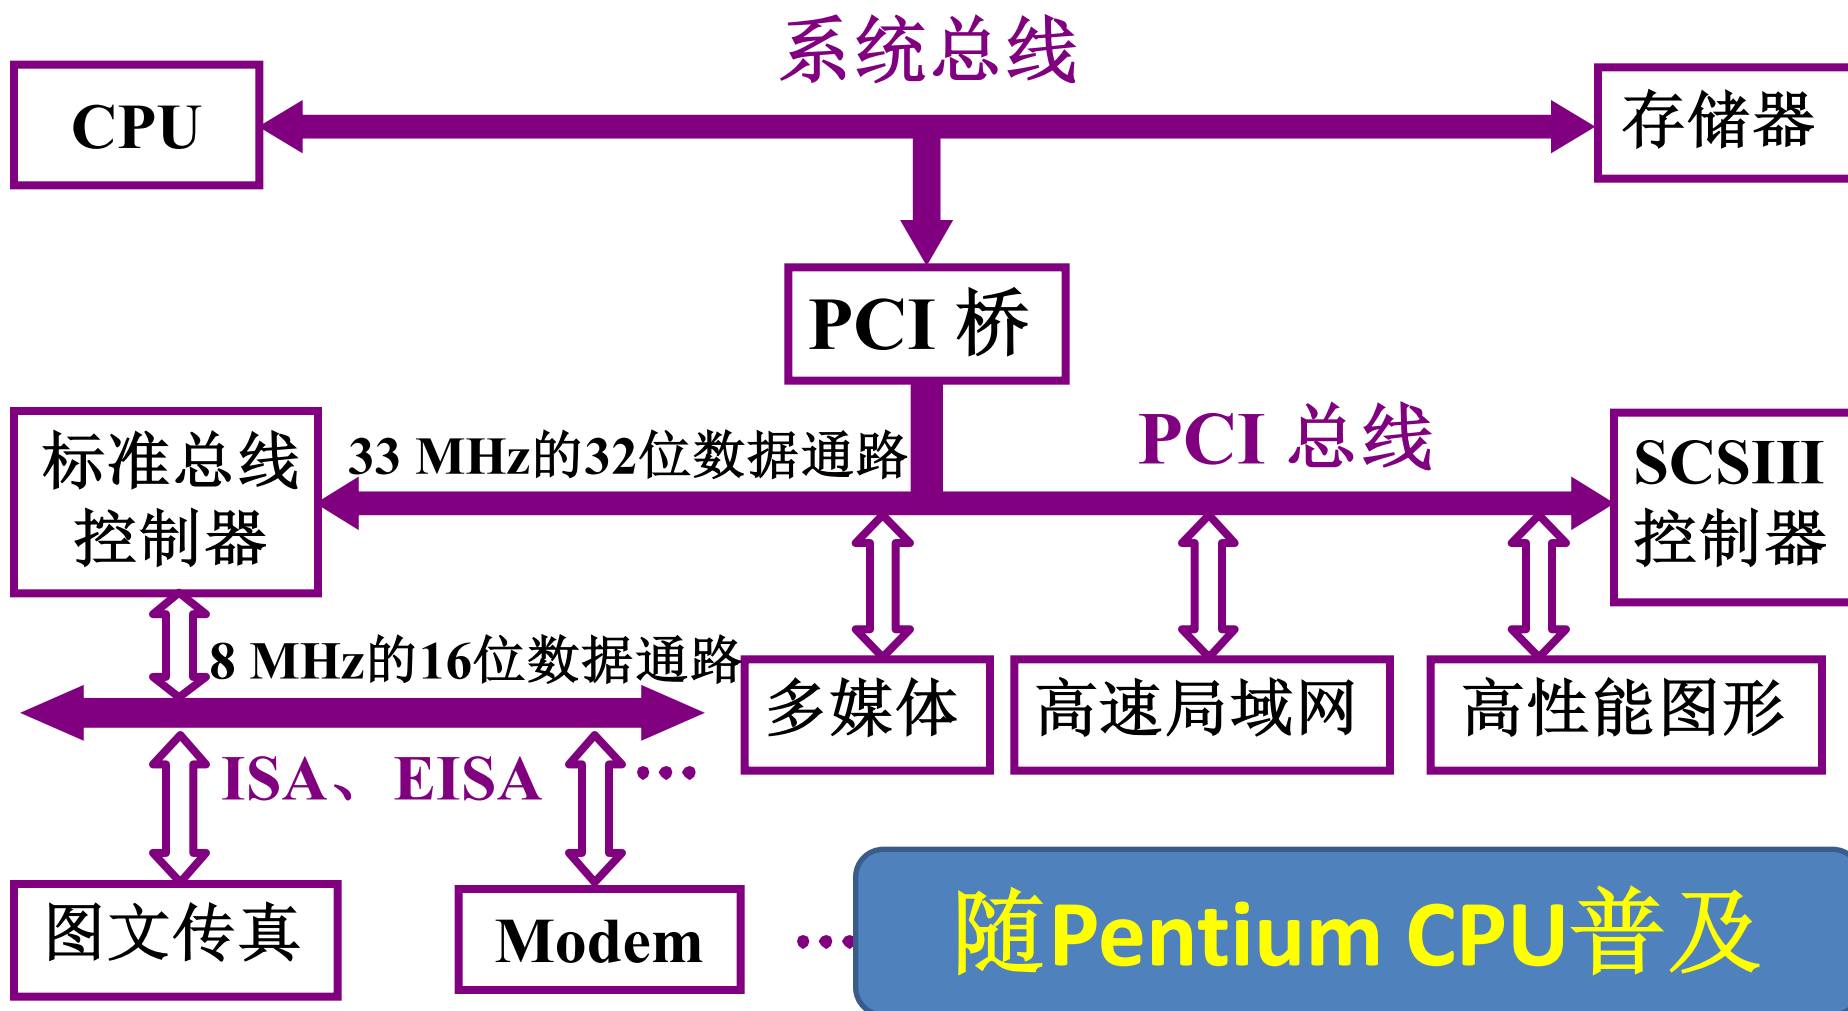 系统总线
CPU
存储器
PCI 桥
标准总线
控制器
33 MHz的32位数据通路
PCI 总线
SCSIII
控制器
8 MHz的16位数据通路
多媒体
高速局域网
高性能图形
ISA、EISA
…
图文传真
Modem
…
随Pentium CPU普及